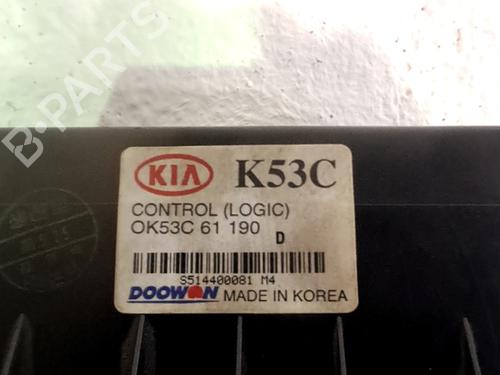 B-PARTS
KIA K53C
CONTROL (LOGIC)
OK53C 61 190 D
S514400081 M4
DOOWON MADE IN KOREA